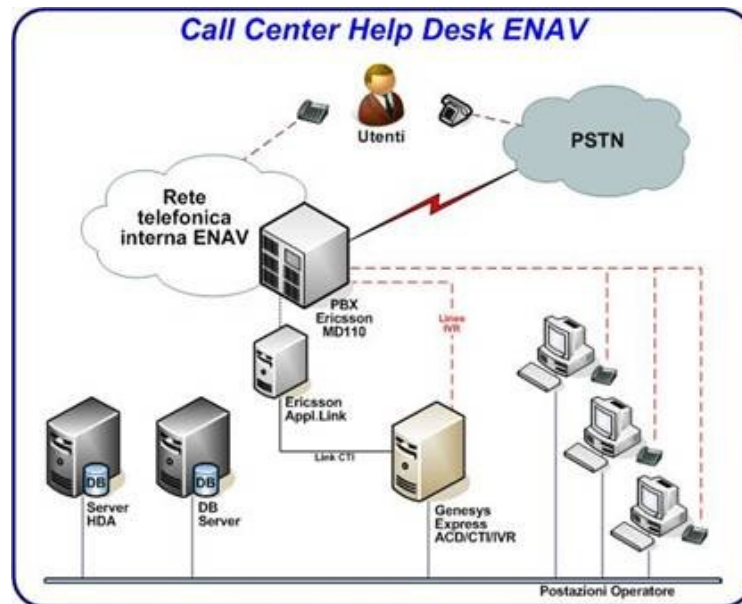 Call Center Help Desk ENAV
Utenti
PSTN
Rete
telefonica
interna ENAV
PBX
Ericsson
MD110
Linee
IVR
Ericsson
Appl.Link
Link CTI
DB
Server
HDA
DB
DB
Server
Genesys
Express
ACD/CTI/IVR
Postazioni Operatore